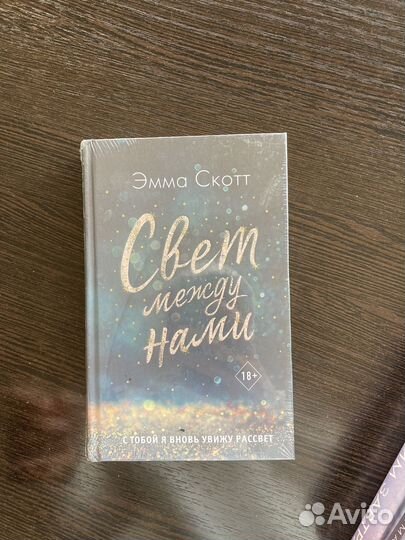 Эмма Скотт
Свет
между
нами
18+
С ТОБОЙ Я ВНОВЬ УВИЖУ РАССВЕТ
Avito